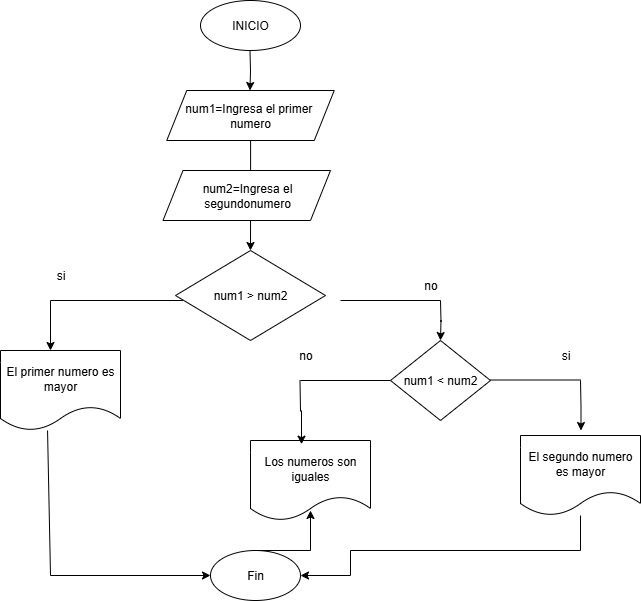 INICIO
num1=Ingresa el primer
numero
num2=Ingresa el
segundonumero
si
num1 > num2
no
El primer numero es
mayor
no
num1 < num2
si
Los numeros son
iguales
El segundo numero
es mayor
Fin